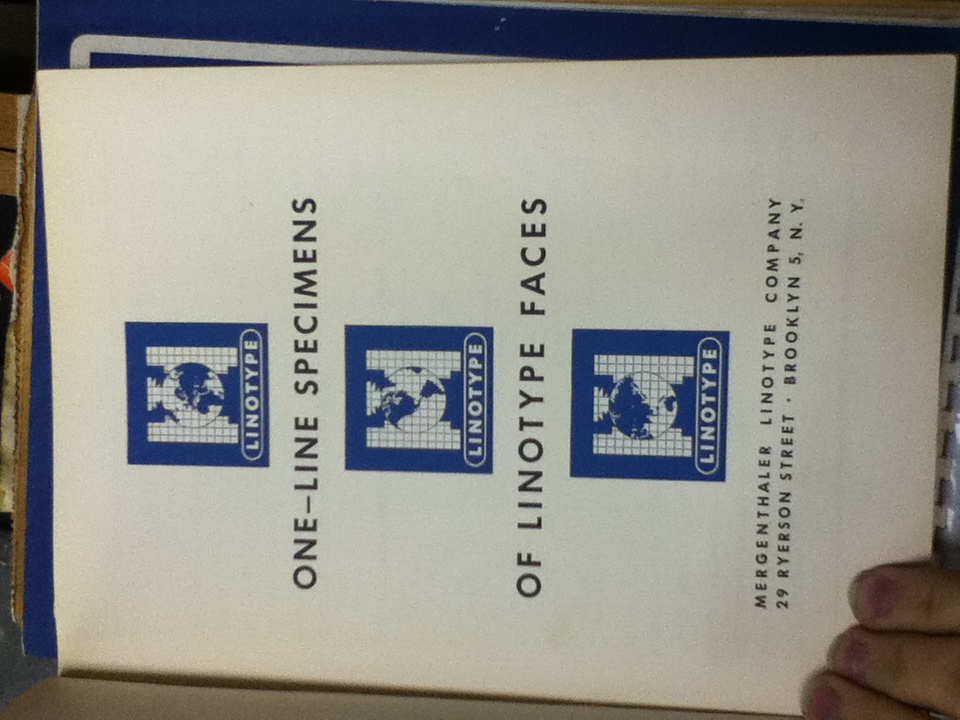 LINOTYPE
ONE–LINE SPECIMENS
LINOTYPE
OF LINOTYPE FACES
LINOTYPE
MERGENTHALER LINOTYPE COMPANY
29 RYERSON STREET · BROOKLYN 5, N. Y.